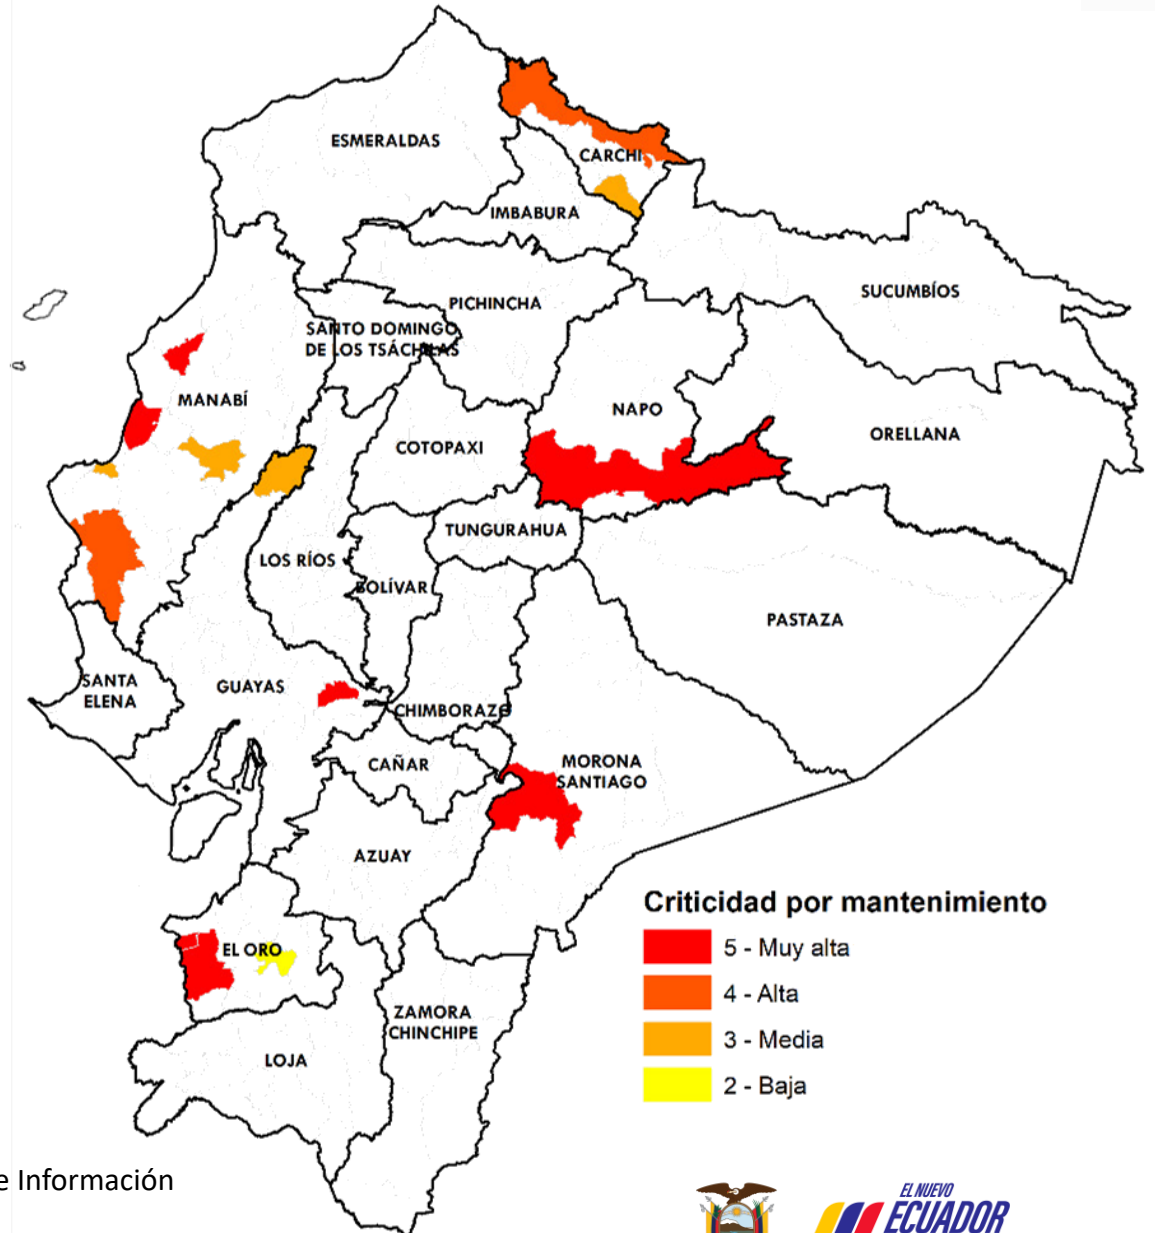 ESMERALDAS
CARCHI
IMBABURA
SUCUMBÍOS
PICHINCHA
SANTO DOMINGO
DE LOS TSÁCHILAS
MANABÍ
NAPO
ORELLANA
COTOPAXI
TUNGURAHUA
LOS RÍOS
BOLÍVAR
PASTAZA
SANTA
ELENA
GUAYAS
CHIMBORAZO
CAÑAR
MORONA
SANTIAGO
AZUAY
EL ORO
ZAMORA
CHINCHIPE
LOJA
Criticidad por mantenimiento
5 - Muy alta
4 - Alta
3 - Media
2 - Baja
e Información
EL NUEVO
ECUADOR